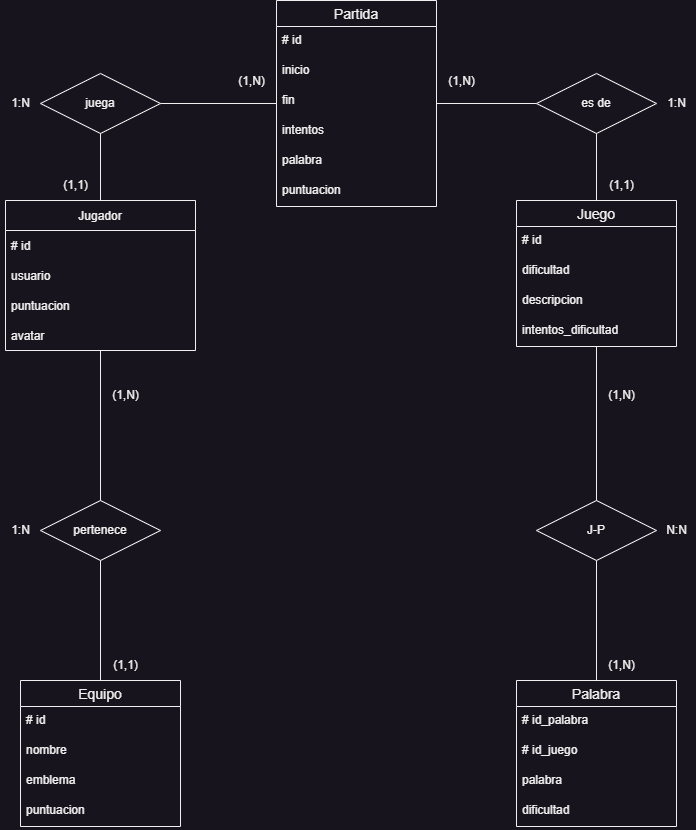 Partida
# id
inicio
fin
intentos
palabra
puntuacion
1:N
juega
(1,N)
(1,N)
es de
1:N
(1,1)
(1,1)
Jugador
# id
usuario
puntuacion
avatar
Juego
# id
dificultad
descripcion
intentos_dificultad
(1,N)
(1,N)
1:N
pertenece
J-P
N:N
(1,1)
(1,N)
Equipo
# id
nombre
emblema
puntuacion
Palabra
# id_palabra
# id_juego
palabra
dificultad